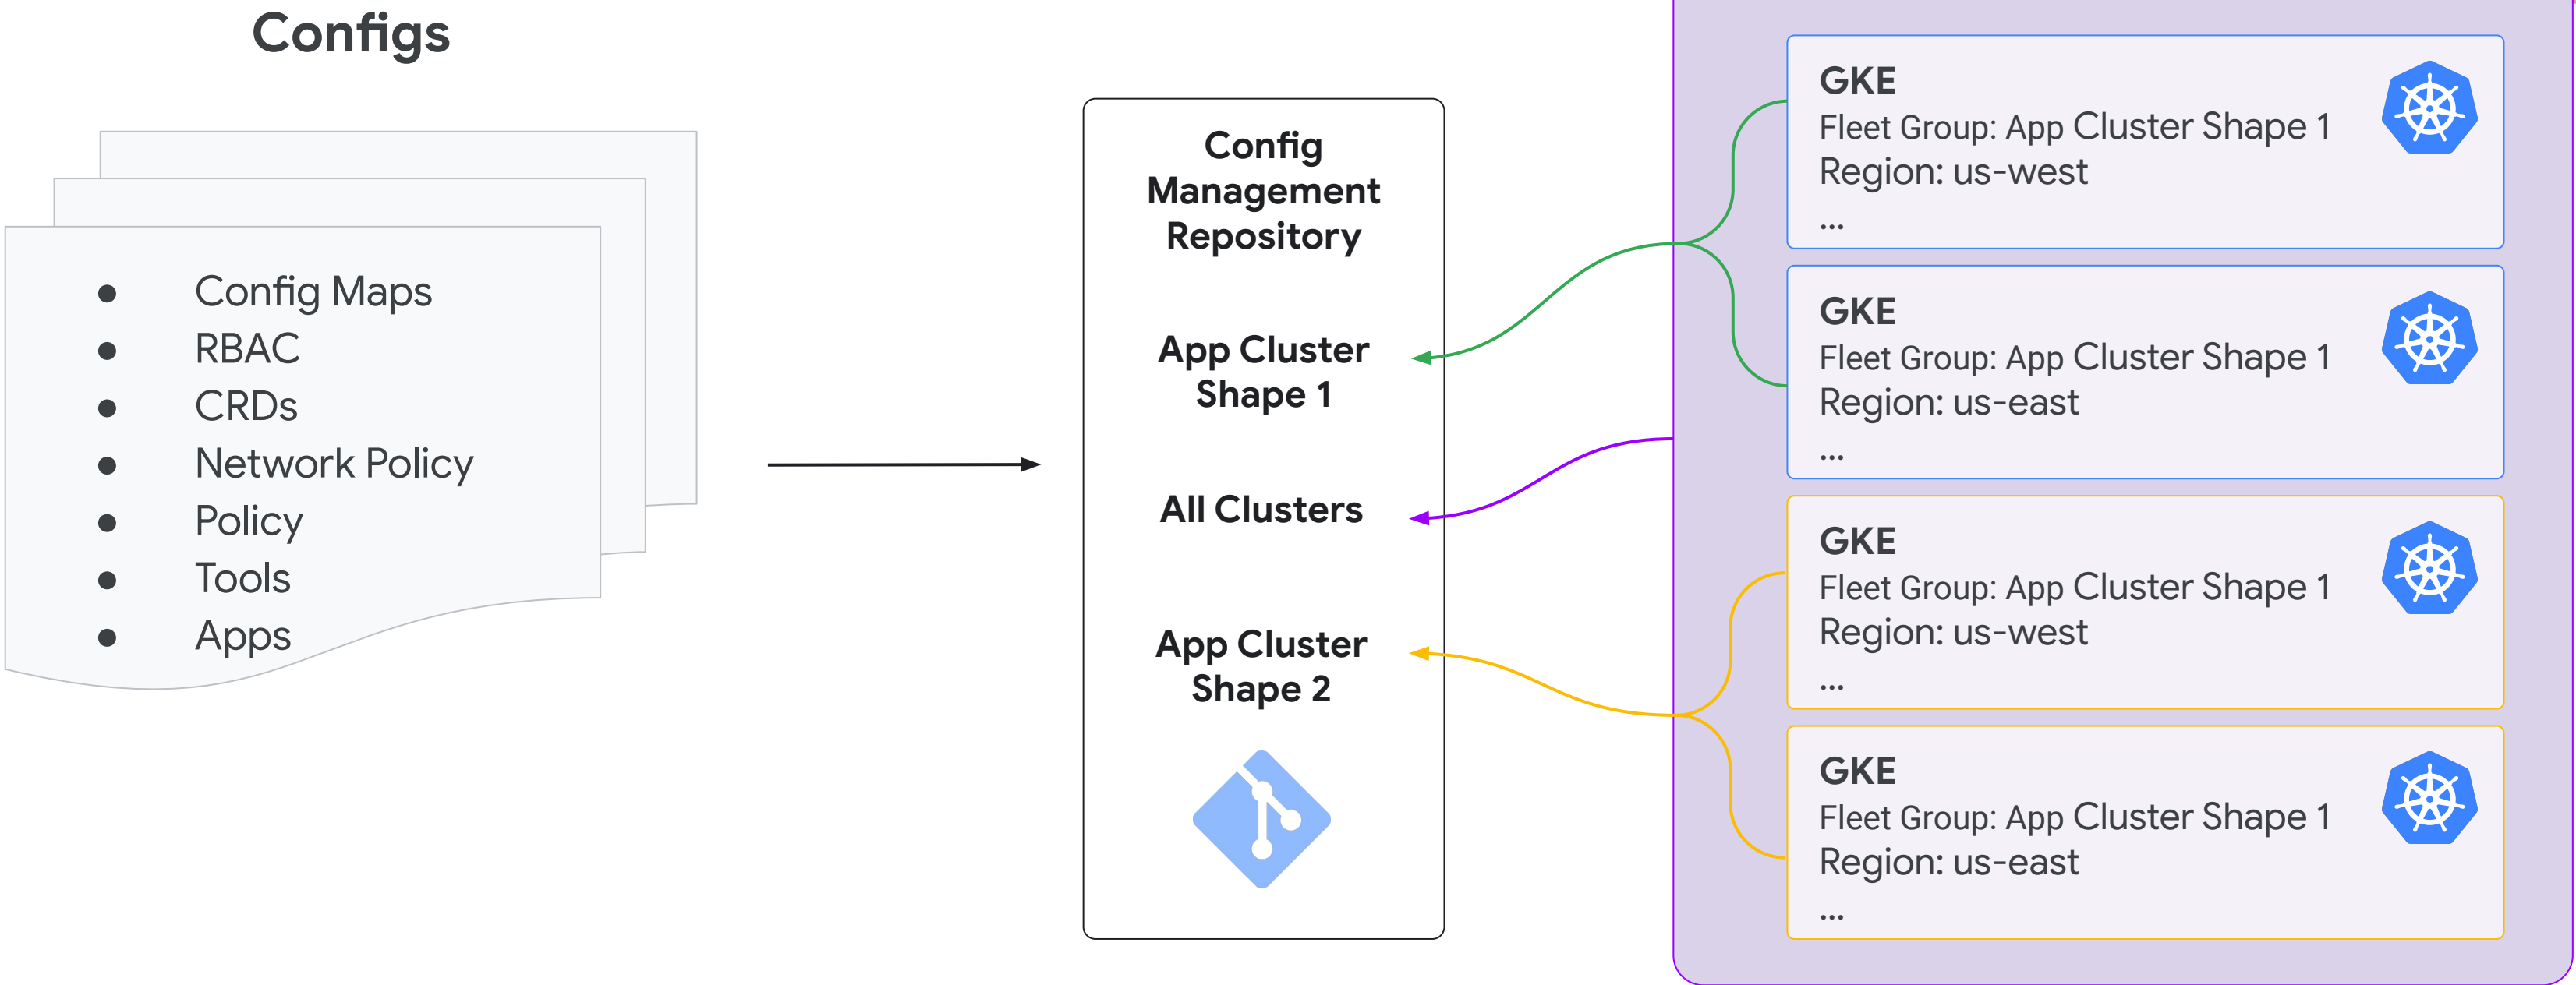 Configs
Config Maps
RBAC
CRDs
Network Policy
Policy
Tools
Apps
Config
Management
Repository
App Cluster
Shape 1
All Clusters
App Cluster
Shape 2
GKE
Fleet Group: App Cluster Shape 1
Region: us-west
...
GKE
Fleet Group: App Cluster Shape 1
Region: us-east
...
GKE
Fleet Group: App Cluster Shape 1
Region: us-west
...
GKE
Fleet Group: App Cluster Shape 1
Region: us-east
...